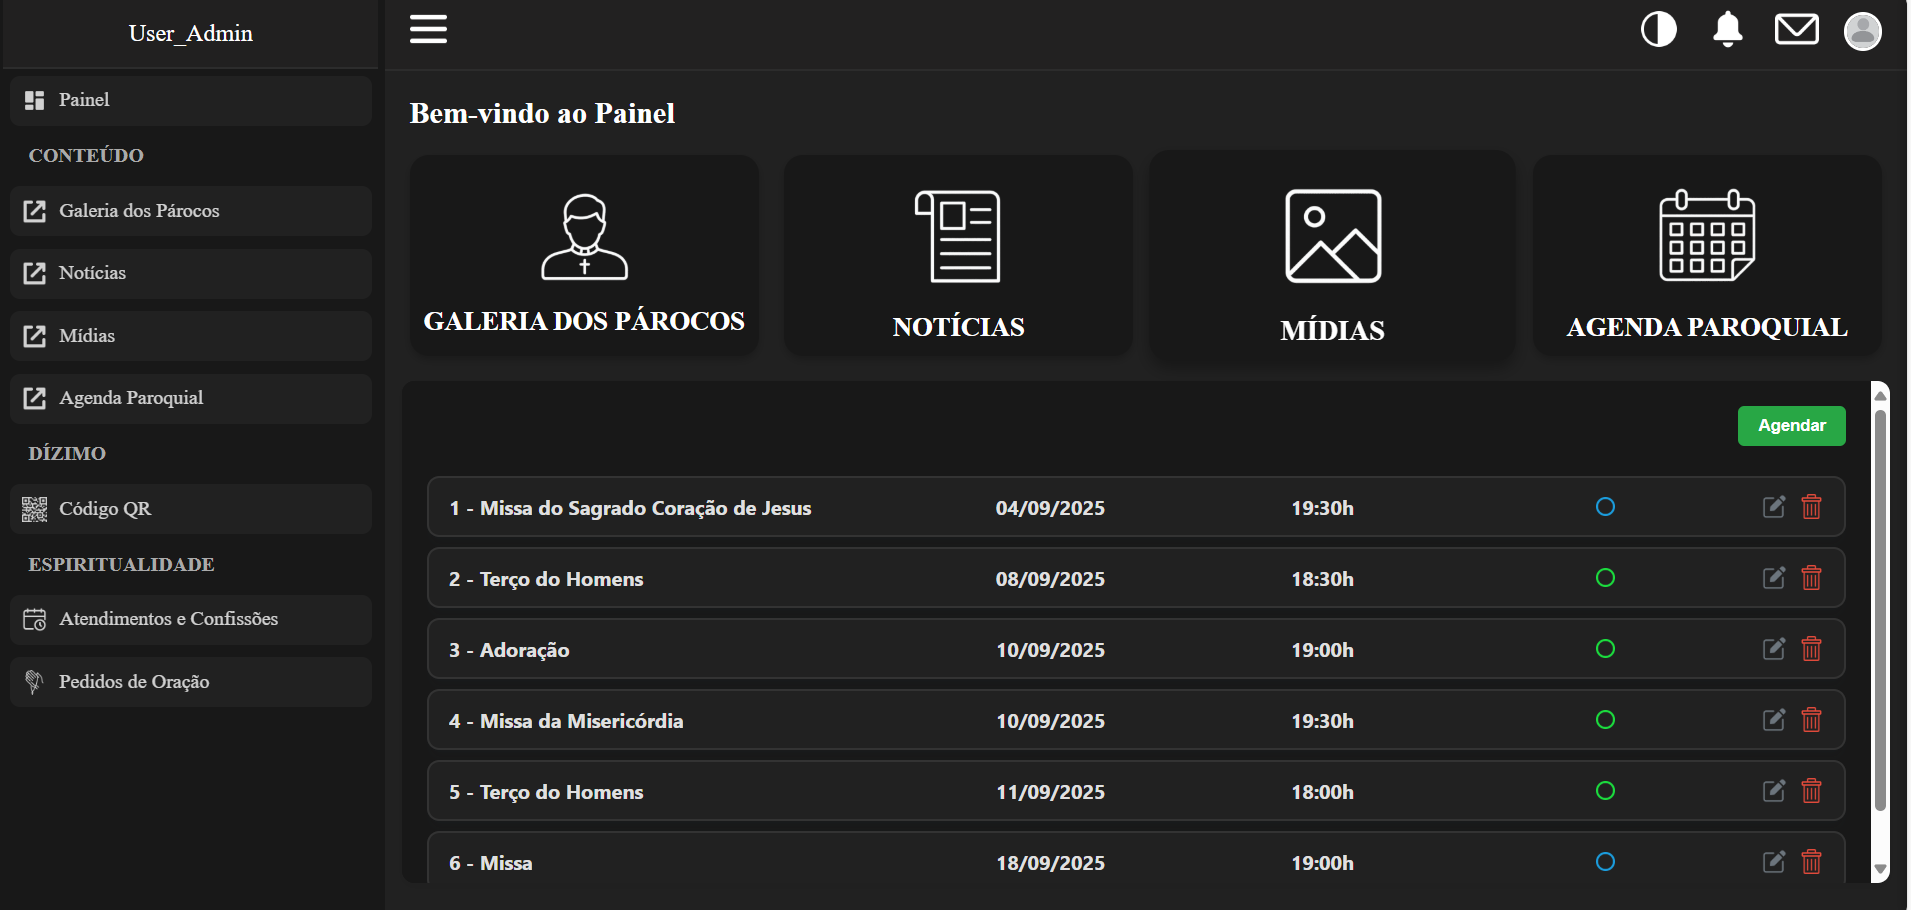 User_Admin
Painel
CONTEÚDO
Galeria dos Párocos
Notícias
Mídias
Agenda Paroquial
DÍZIMO
Código QR
ESPIRITUALIDADE
Atendimentos e Confissões
Pedidos de Oração
Bem-vindo ao Painel
GALERIA DOS PÁROCOS
NOTÍCIAS
MÍDIAS
AGENDA PAROQUIAL
Agendar
1 - Missa do Sagrado Coração de Jesus 04/09/2025 19:30h
2 - Terço do Homens 08/09/2025 18:30h
3 - Adoração 10/09/2025 19:00h
4 - Missa da Misericórdia 10/09/2025 19:30h
5 - Terço do Homens 11/09/2025 18:00h
6 - Missa 18/09/2025 19:00h